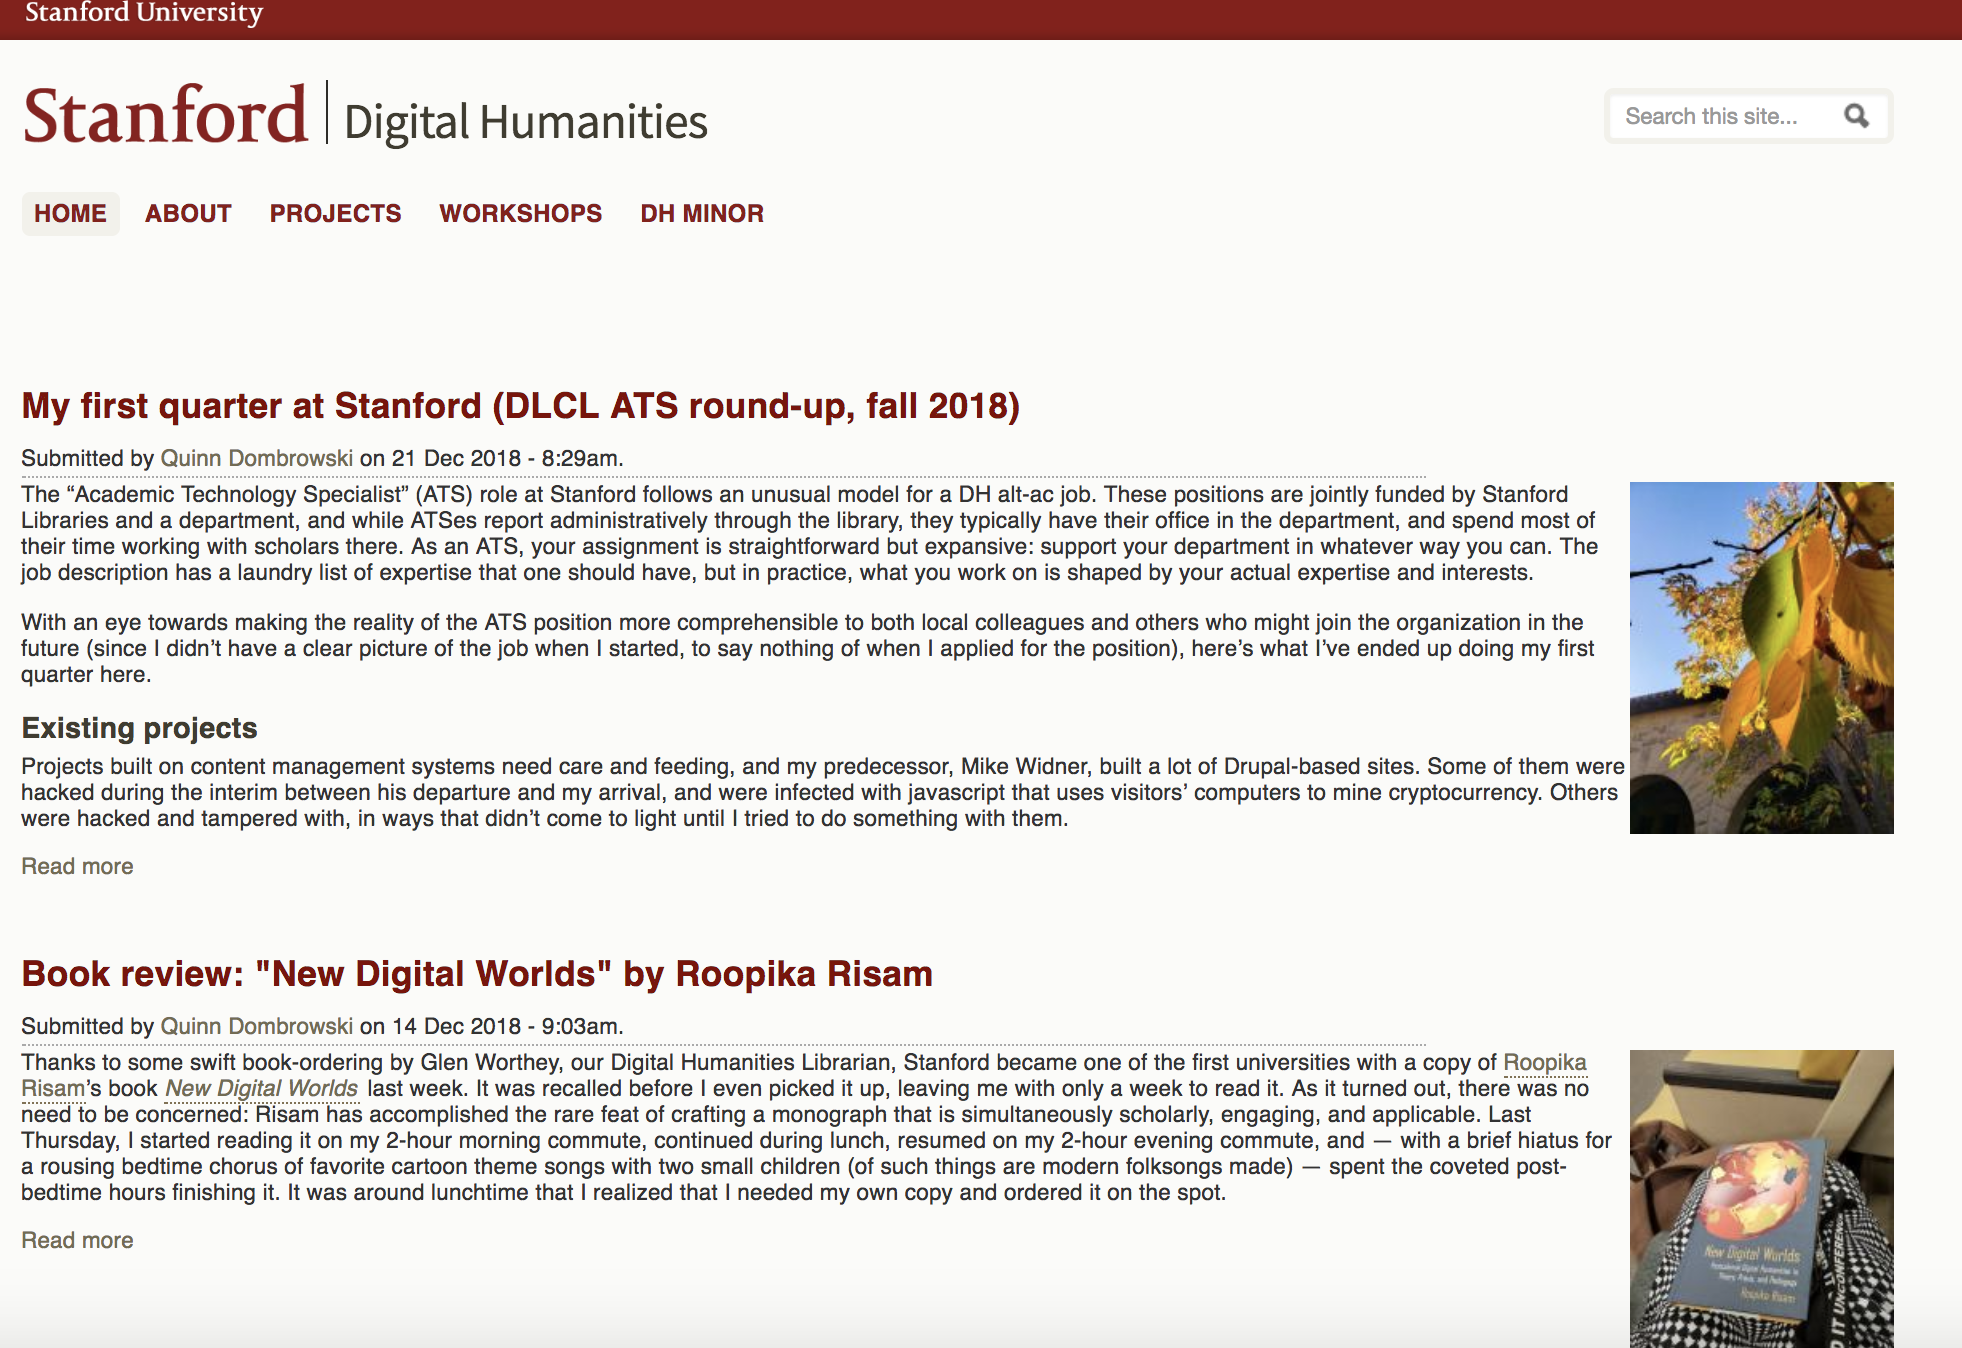 Stanford University
Stanford Digital Humanities
Search this site...
HOME ABOUT PROJECTS WORKSHOPS DH MINOR
My first quarter at Stanford (DLCL ATS round-up, fall 2018)
Submitted by Quinn Dombrowski on 21 Dec 2018 - 8:29am.
The “Academic Technology Specialist” (ATS) role at Stanford follows an unusual model for a DH alt-ac job. These positions are jointly funded by Stanford
Libraries and a department, and while ATSes report administratively through the library, they typically have their office in the department, and spend most of
their time working with scholars there. As an ATS, your assignment is straightforward but expansive: support your department in whatever way you can. The
job description has a laundry list of expertise that one should have, but in practice, what you work on is shaped by your actual expertise and interests.
With an eye towards making the reality of the ATS position more comprehensible to both local colleagues and others who might join the organization in the
future (since I didn’t have a clear picture of the job when I started, to say nothing of when I applied for the position), here’s what I’ve ended up doing my first
quarter here.
Existing projects
Projects built on content management systems need care and feeding, and my predecessor, Mike Widner, built a lot of Drupal-based sites. Some of them were
hacked during the interim between his departure and my arrival, and were infected with javascript that uses visitors’ computers to mine cryptocurrency. Others
were hacked and tampered with, in ways that didn’t come to light until I tried to do something with them.
Read more
Book review: "New Digital Worlds" by Roopika Risam
Submitted by Quinn Dombrowski on 14 Dec 2018 - 9:03am.
Thanks to some swift book-ordering by Glen Worthey, our Digital Humanities Librarian, Stanford became one of the first universities with a copy of Roopika
Risam’s book New Digital Worlds last week. It was recalled before I even picked it up, leaving me with only a week to read it. As it turned out, there was no
need to be concerned: Risam has accomplished the rare feat of crafting a monograph that is simultaneously scholarly, engaging, and applicable. Last
Thursday, I started reading it on my 2-hour morning commute, continued during lunch, resumed on my 2-hour evening commute, and — with a brief hiatus for
a rousing bedtime chorus of favorite cartoon theme songs with two small children (of such things are modern folksongs made) — spent the coveted post-
bedtime hours finishing it. It was around lunchtime that I realized that I needed my own copy and ordered it on the spot.
Read more
New Digital Worlds
Postcolonial Digital Humanities in
Theory, Praxis, and Pedagogy
Roopika Risam
IT UNCONFEREN